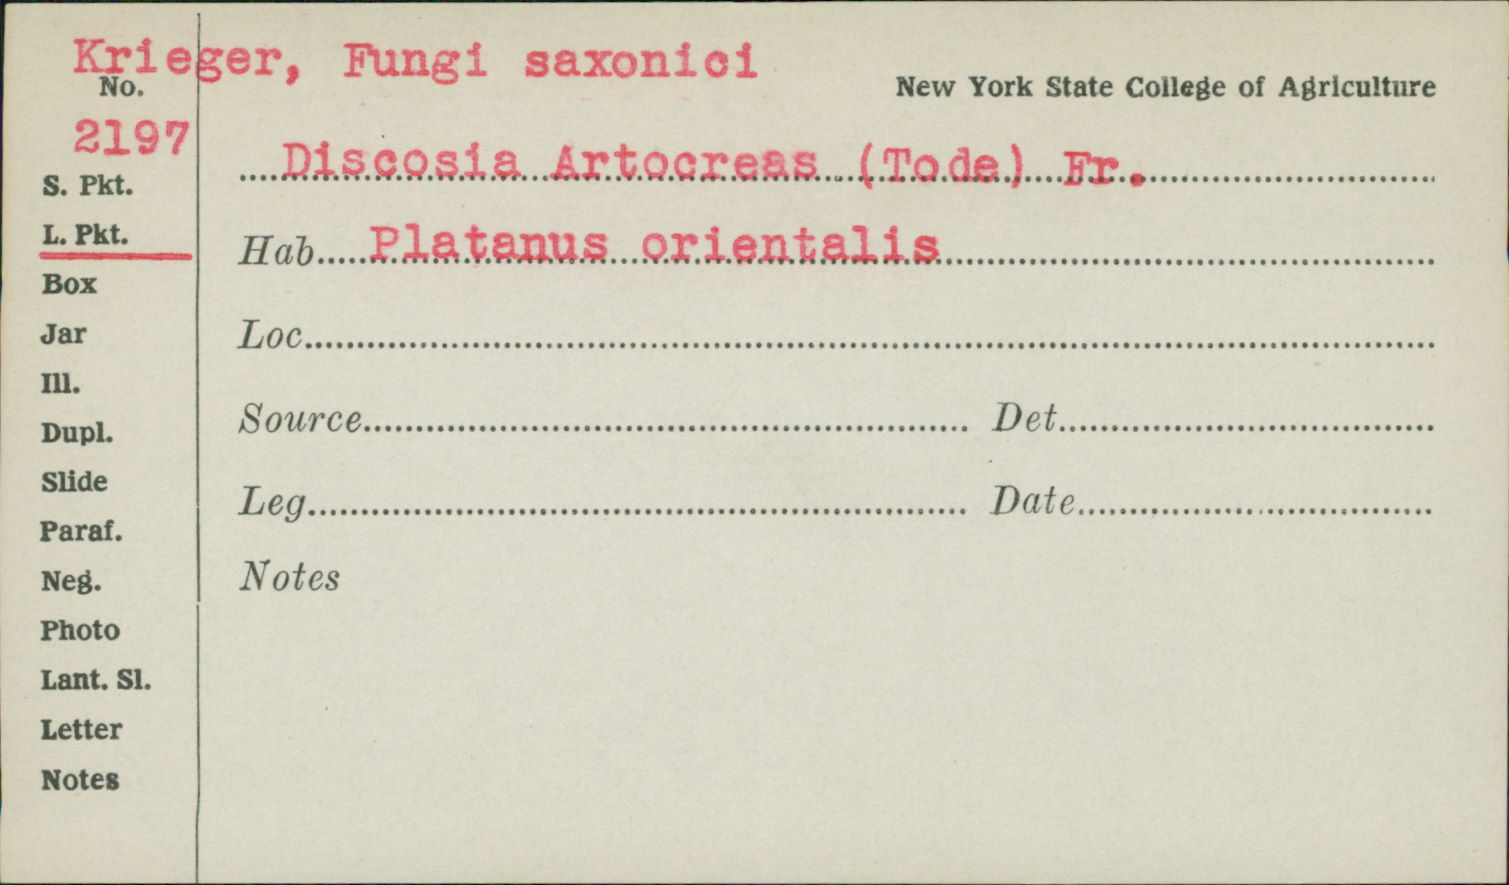 Krieger, Fungi saxonici
No.
New York State College of Agriculture
2197
Discosia Artocreas (Tode) Fr.
S. Pkt.
L. Pkt.
Hab Platanus orientalis
Box
Jar
Loc
Ill.
Dupl.
Source Det
Slide
Leg Date
Paraf.
Neg.
Notes
Photo
Lant. Sl.
Letter
Notes